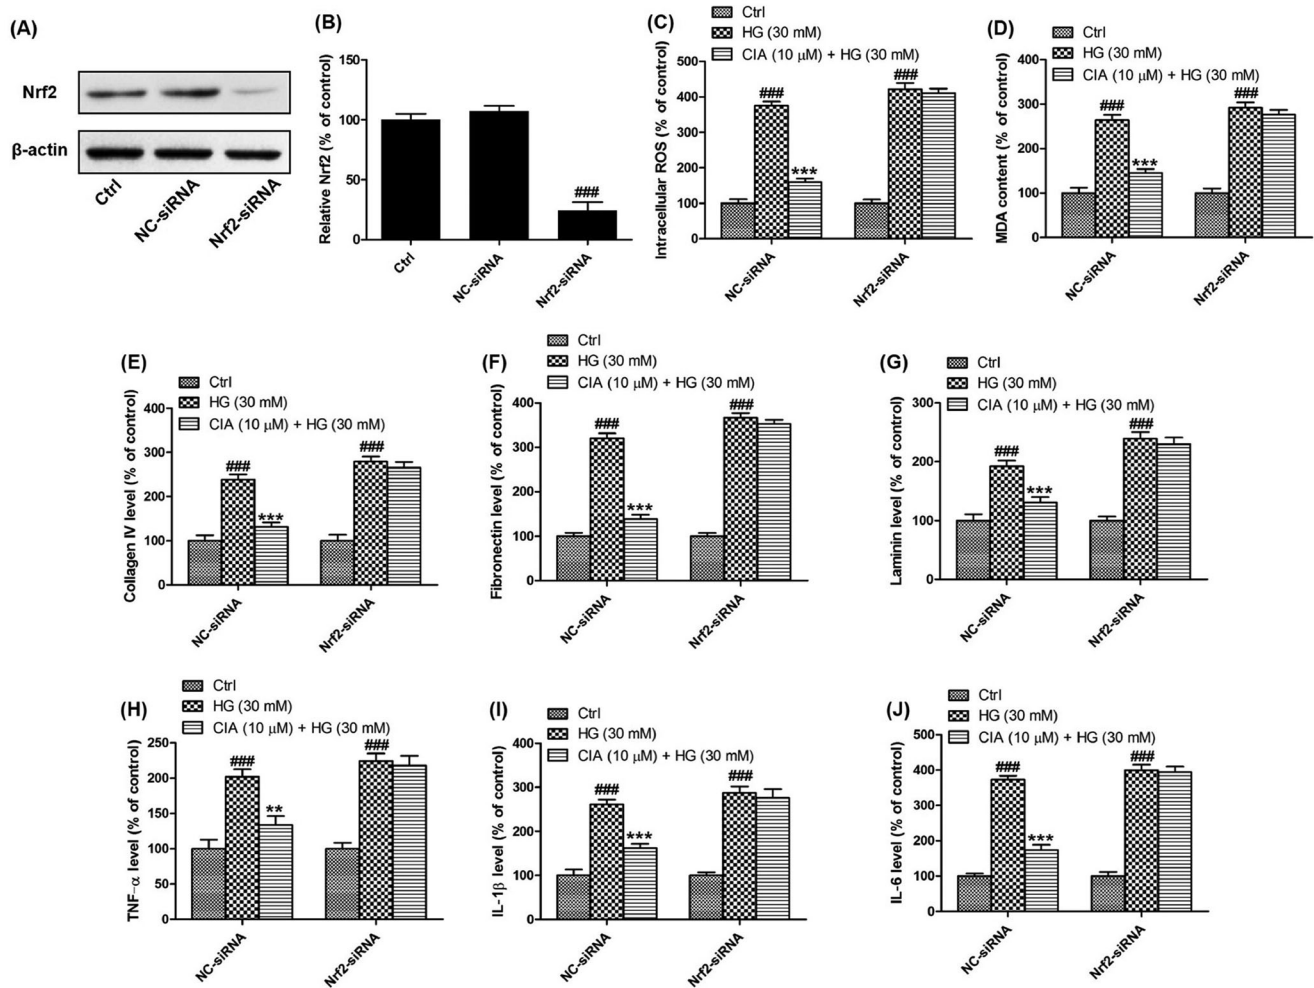 (A)
Nrf2
β-actin
Ctrl
NC-siRNA
Nrf2-siRNA
(B)
Relative Nrf2 (% of control)
150
100
50
0
###
Ctrl
NC-siRNA
Nrf2-siRNA
(C)
Ctrl
HG (30 mM)
CIA (10 μM) + HG (30 mM)
Intracellular ROS (% of control)
500
400
300
200
100
0
###
***
###
NC-siRNA
Nrf2-siRNA
(D)
Ctrl
HG (30 mM)
CIA (10 μM) + HG (30 mM)
MDA content (% of control)
400
300
200
100
0
###
***
###
NC-siRNA
Nrf2-siRNA
(E)
Ctrl
HG (30 mM)
CIA (10 μM) + HG (30 mM)
Collagen IV level (% of control)
400
300
200
100
0
###
***
###
NC-siRNA
Nrf2-siRNA
(F)
Ctrl
HG (30 mM)
CIA (10 μM) + HG (30 mM)
Fibronectin level (% of control)
400
300
200
100
0
###
***
###
NC-siRNA
Nrf2-siRNA
(G)
Ctrl
HG (30 mM)
CIA (10 μM) + HG (30 mM)
Laminin level (% of control)
300
200
100
0
###
***
###
NC-siRNA
Nrf2-siRNA
(H)
Ctrl
HG (30 mM)
CIA (10 μM) + HG (30 mM)
TNF-α level (% of control)
250
200
150
100
50
0
###
**
###
NC-siRNA
Nrf2-siRNA
(I)
Ctrl
HG (30 mM)
CIA (10 μM) + HG (30 mM)
IL-1β level (% of control)
400
300
200
100
0
###
***
###
NC-siRNA
Nrf2-siRNA
(J)
Ctrl
HG (30 mM)
CIA (10 μM) + HG (30 mM)
IL-6 level (% of control)
500
400
300
200
100
0
###
***
###
NC-siRNA
Nrf2-siRNA